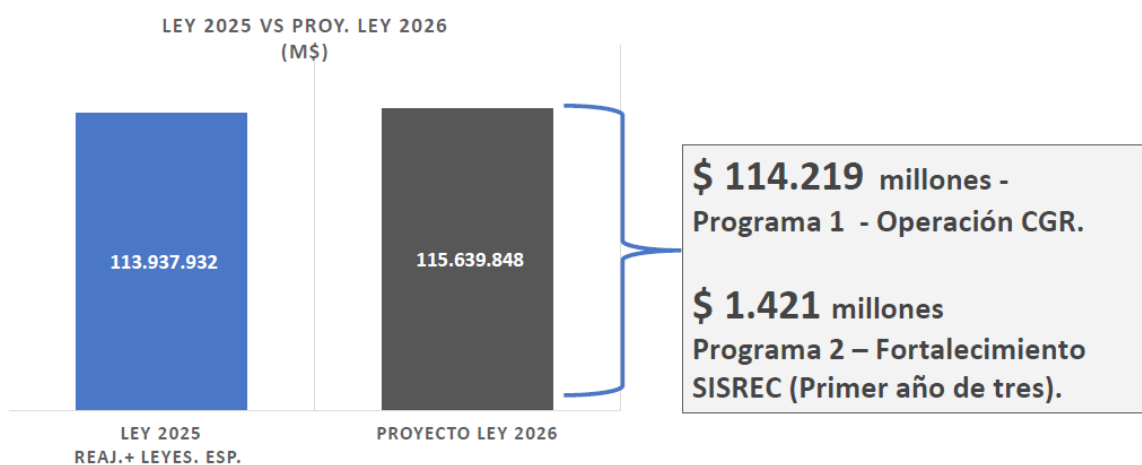 LEY 2025 VS PROY. LEY 2026
(M$)
113.937.932
115.639.848
LEY 2025
REAJ.+ LEYES. ESP.
PROYECTO LEY 2026
$ 114.219 millones -
Programa 1 - Operación CGR.
$ 1.421 millones
Programa 2 – Fortalecimiento
SISREC (Primer año de tres).